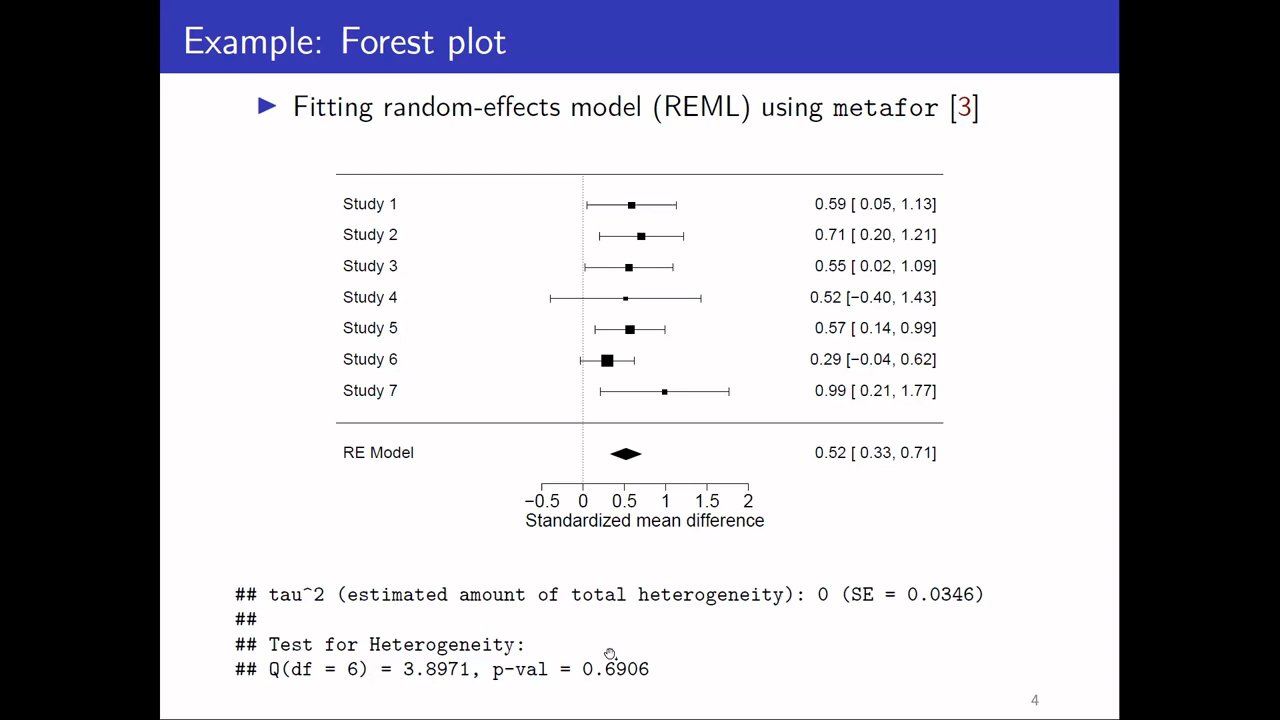 Example: Forest plot
▶ Fitting random-effects model (REML) using metafor [3]
Study 1 0.59 [ 0.05, 1.13]
Study 2 0.71 [ 0.20, 1.21]
Study 3 0.55 [ 0.02, 1.09]
Study 4 0.52 [−0.40, 1.43]
Study 5 0.57 [ 0.14, 0.99]
Study 6 0.29 [−0.04, 0.62]
Study 7 0.99 [ 0.21, 1.77]
RE Model 0.52 [ 0.33, 0.71]
−0.5 0 0.5 1 1.5 2
Standardized mean difference
## tau^2 (estimated amount of total heterogeneity): 0 (SE = 0.0346)
##
## Test for Heterogeneity:
## Q(df = 6) = 3.8971, p-val = 0.6906
4